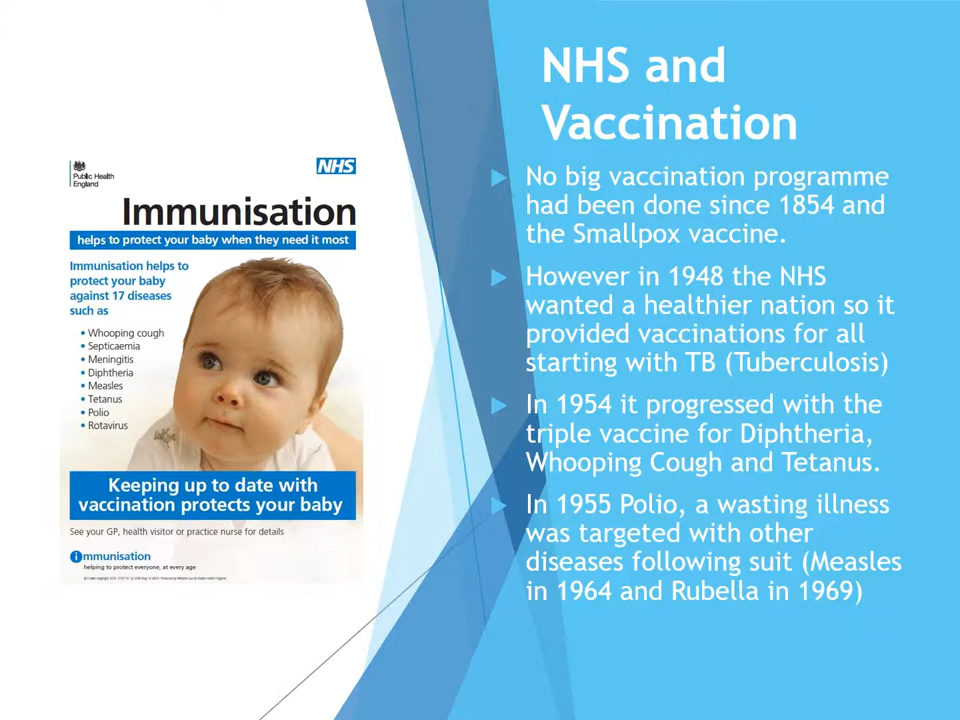 NHS and
Vaccination
No big vaccination programme
had been done since 1854 and
the Smallpox vaccine.
However in 1948 the NHS
wanted a healthier nation so it
provided vaccinations for all
starting with TB (Tuberculosis)
In 1954 it progressed with the
triple vaccine for Diphtheria,
Whooping Cough and Tetanus.
In 1955 Polio, a wasting illness
was targeted with other
diseases following suit (Measles
in 1964 and Rubella in 1969)
Public Health
England
NHS
Immunisation
helps to protect your baby when they need it most
Immunisation helps to
protect your baby
against 17 diseases
such as
• Whooping cough
• Septicaemia
• Meningitis
• Diphtheria
• Measles
• Tetanus
• Polio
• Rotavirus
Keeping up to date with
vaccination protects your baby
See your GP, health visitor or practice nurse for details
immunisation
helping to protect everyone, at every age